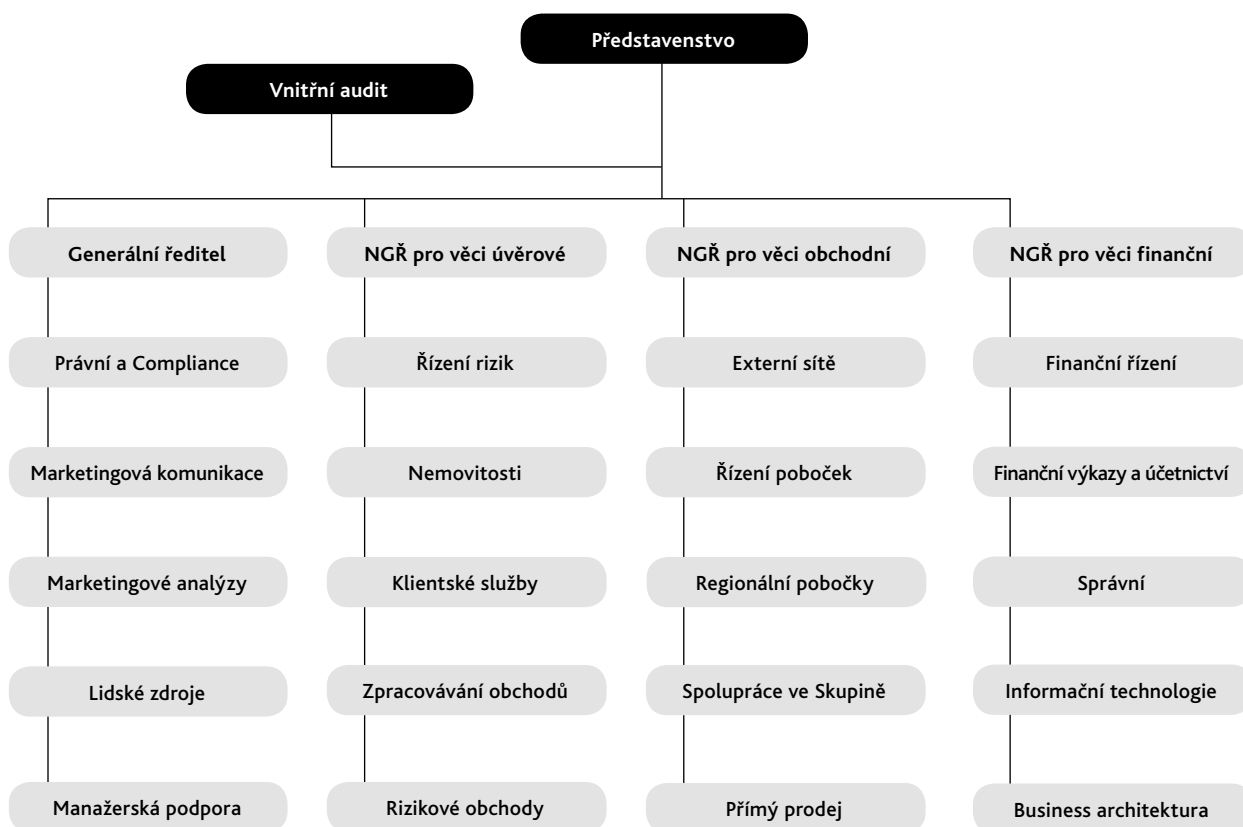 Představenstvo
Vnitřní audit
Generální ředitel
NGŘ pro věci úvěrové
NGŘ pro věci obchodní
NGŘ pro věci finanční
Právní a Compliance
Řízení rizik
Externí sítě
Finanční řízení
Marketingová komunikace
Nemovitosti
Řízení poboček
Finanční výkazy a účetnictví
Marketingové analýzy
Klientské služby
Regionální pobočky
Správní
Lidské zdroje
Zpracovávání obchodů
Spolupráce ve Skupině
Informační technologie
Manažerská podpora
Rizikové obchody
Přímý prodej
Business architektura